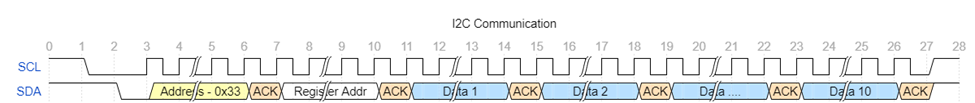 I2C Communication
0 1 2 3 4 5 6 7 8 9 10 11 12 13 14 15 16 17 18 19 20 21 22 23 24 25 26 27 28
SCL
SDA Address - 0x33 ACK Register Addr ACK Data 1 ACK Data 2 ACK Data .... ACK Data 10 ACK